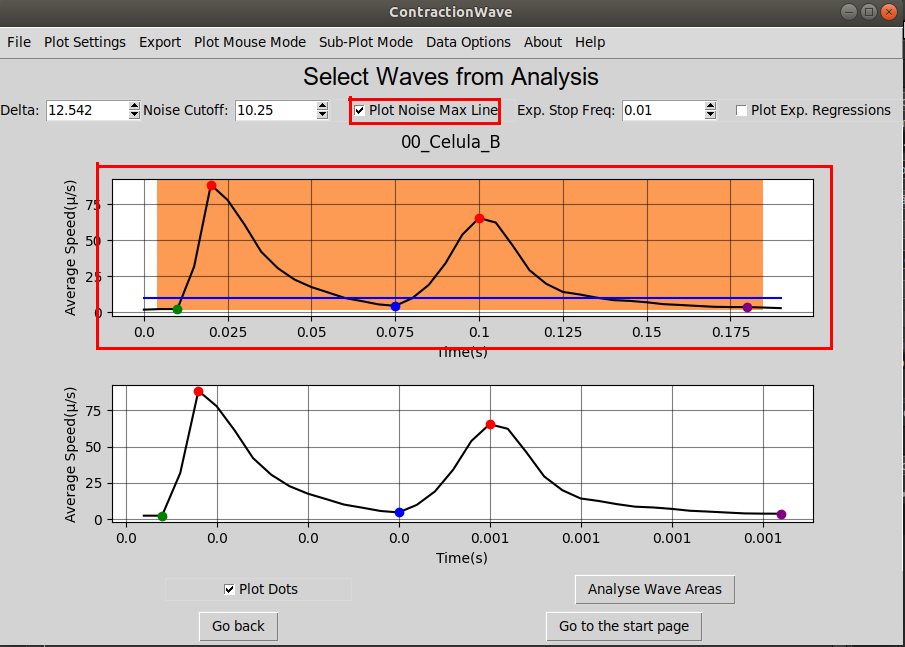 ContractionWave
File Plot Settings Export Plot Mouse Mode Sub-Plot Mode Data Options About Help
Select Waves from Analysis
Delta: 12.542 Noise Cutoff: 10.25 Plot Noise Max Line Exp. Stop Freq: 0.01 Plot Exp. Regressions
00_Celula_B
Average Speed(µ/s)
75
50
25
0
0.0 0.025 0.05 0.075 0.1 0.125 0.15 0.175
Time(s)
Average Speed(µ/s)
75
50
25
0
0.0 0.0 0.0 0.0 0.001 0.001 0.001 0.001
Time(s)
Plot Dots Analyse Wave Areas
Go back Go to the start page